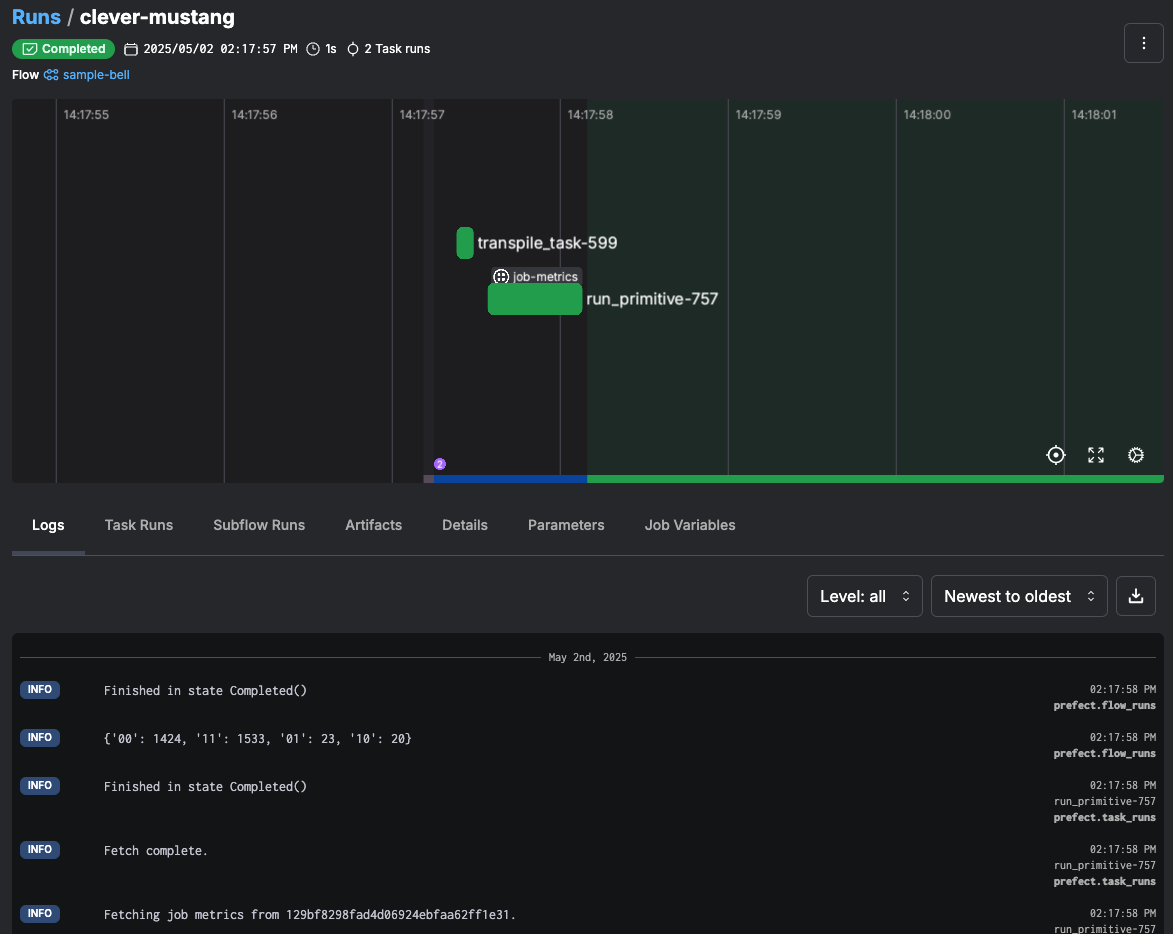 Runs / clever-mustang
Completed 2025/05/02 02:17:57 PM 1s 2 Task runs
Flow sample-bell
14:17:55 14:17:56 14:17:57 14:17:58 14:17:59 14:18:00 14:18:01
transpile_task-599
job-metrics
run_primitive-757
2
Logs Task Runs Subflow Runs Artifacts Details Parameters Job Variables
Level: all Newest to oldest
May 2nd, 2025
INFO Finished in state Completed() 02:17:58 PM
prefect.flow_runs
INFO {'00': 1424, '11': 1533, '01': 23, '10': 20} 02:17:58 PM
prefect.flow_runs
INFO Finished in state Completed() 02:17:58 PM
run_primitive-757
prefect.task_runs
INFO Fetch complete. 02:17:58 PM
run_primitive-757
prefect.task_runs
INFO Fetching job metrics from 129bf8298fad4d06924ebfaa62ff1e31. 02:17:58 PM
run_primitive-757